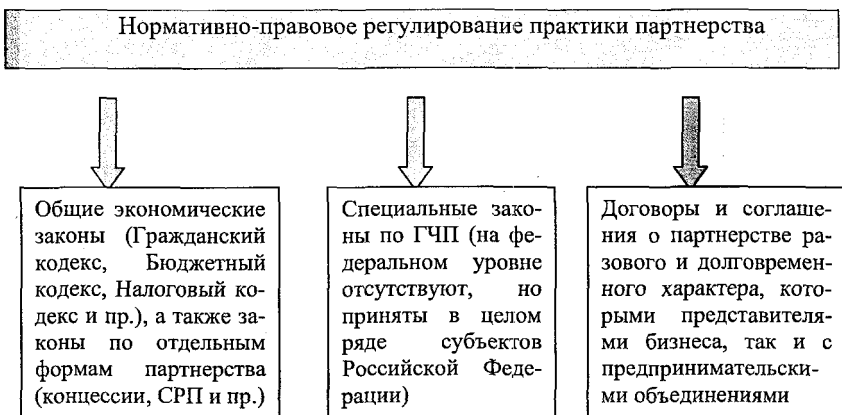 Нормативно-правовое регулирование практики партнерства
Общие экономические
законы (Гражданский
кодекс, Бюджетный
кодекс, Налоговый ко-
декс и пр.), а также за-
коны по отдельным
формам партнерства
(концессии, СРП и пр.)
Специальные зако-
ны по ГЧП (на фе-
деральном уровне
отсутствуют, но
приняты в целом
ряде субъектов
Российской Феде-
рации)
Договоры и соглаше-
ния о партнерстве ра-
зового и долговремен-
ного характера, кото-
рыми представителя-
ми бизнеса, так и с
предпринимательски-
ми объединениями